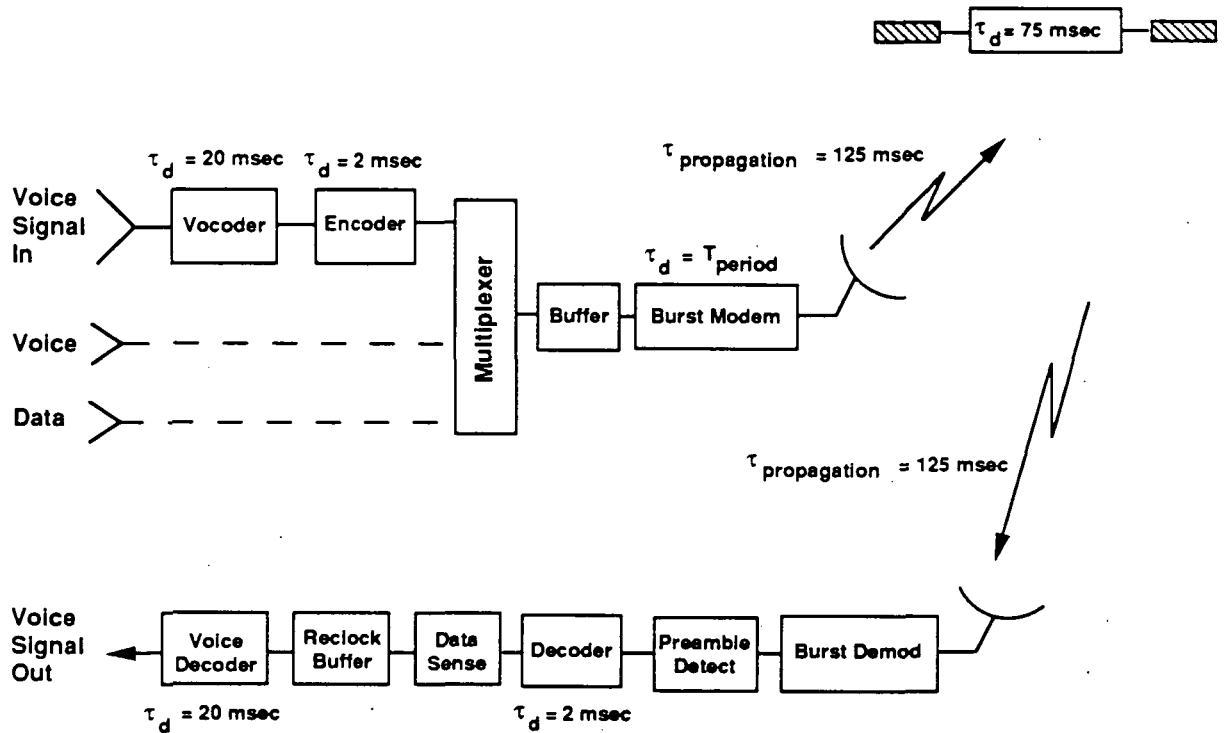 τd = 75 msec
τd = 20 msec
τd = 2 msec
τpropagation = 125 msec
Voice
Signal
In
Vocoder
Encoder
Multiplexer
τd = Tperiod
Buffer
Burst Modem
Voice
Data
τpropagation = 125 msec
Voice
Signal
Out
Voice
Decoder
Reclock
Buffer
Data
Sense
Decoder
Preamble
Detect
Burst Demod
τd = 20 msec
τd = 2 msec